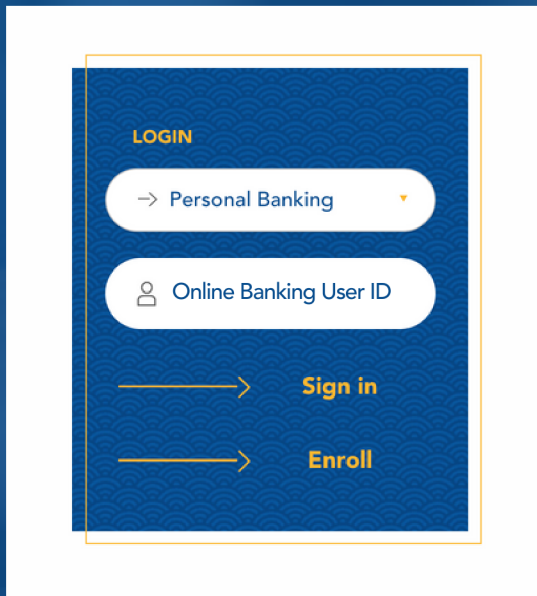 LOGIN
Personal Banking
Online Banking User ID
Sign in
Enroll